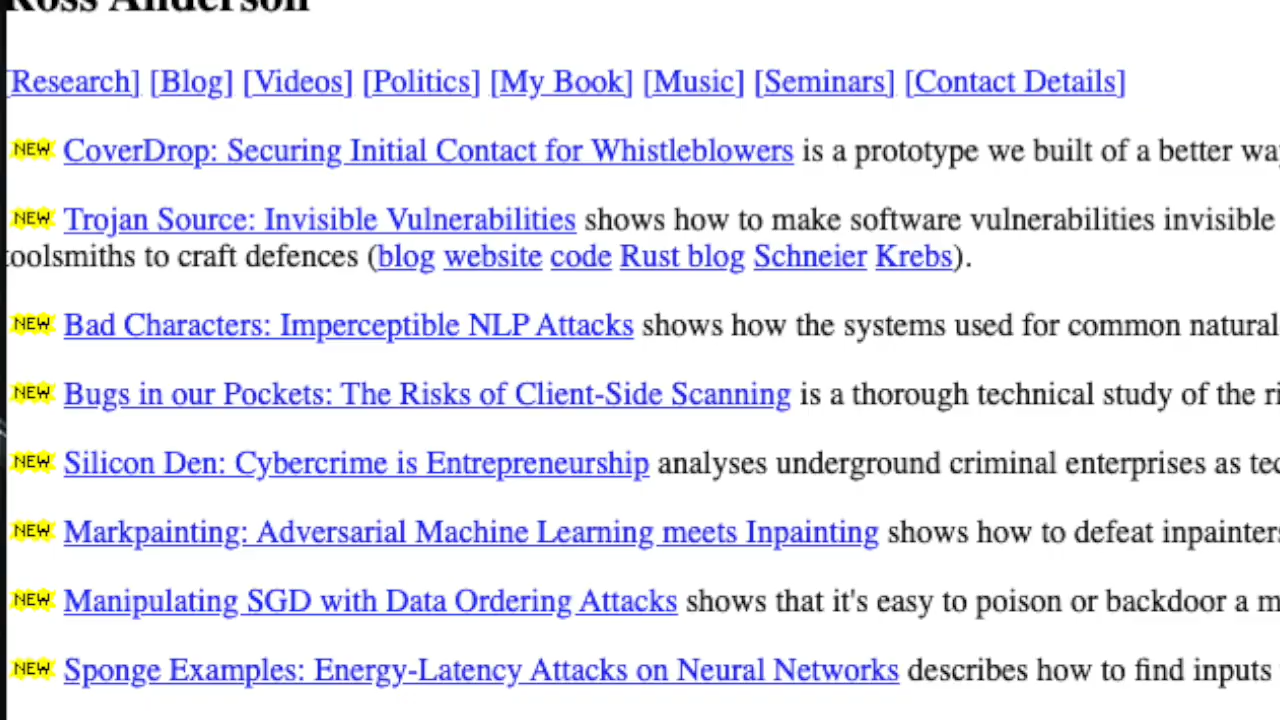 Ross Anderson
[Research] [Blog] [Videos] [Politics] [My Book] [Music] [Seminars] [Contact Details]
NEW CoverDrop: Securing Initial Contact for Whistleblowers is a prototype we built of a better
NEW Trojan Source: Invisible Vulnerabilities shows how to make software vulnerabilities invisible
toolsmiths to craft defences (blog website code Rust blog Schneier Krebs).
NEW Bad Characters: Imperceptible NLP Attacks shows how the systems used for common natural
NEW Bugs in our Pockets: The Risks of Client-Side Scanning is a thorough technical study of the
NEW Silicon Den: Cybercrime is Entrepreneurship analyses underground criminal enterprises as
NEW Markpainting: Adversarial Machine Learning meets Inpainting shows how to defeat inpainters
NEW Manipulating SGD with Data Ordering Attacks shows that it's easy to poison or backdoor a
NEW Sponge Examples: Energy-Latency Attacks on Neural Networks describes how to find inputs